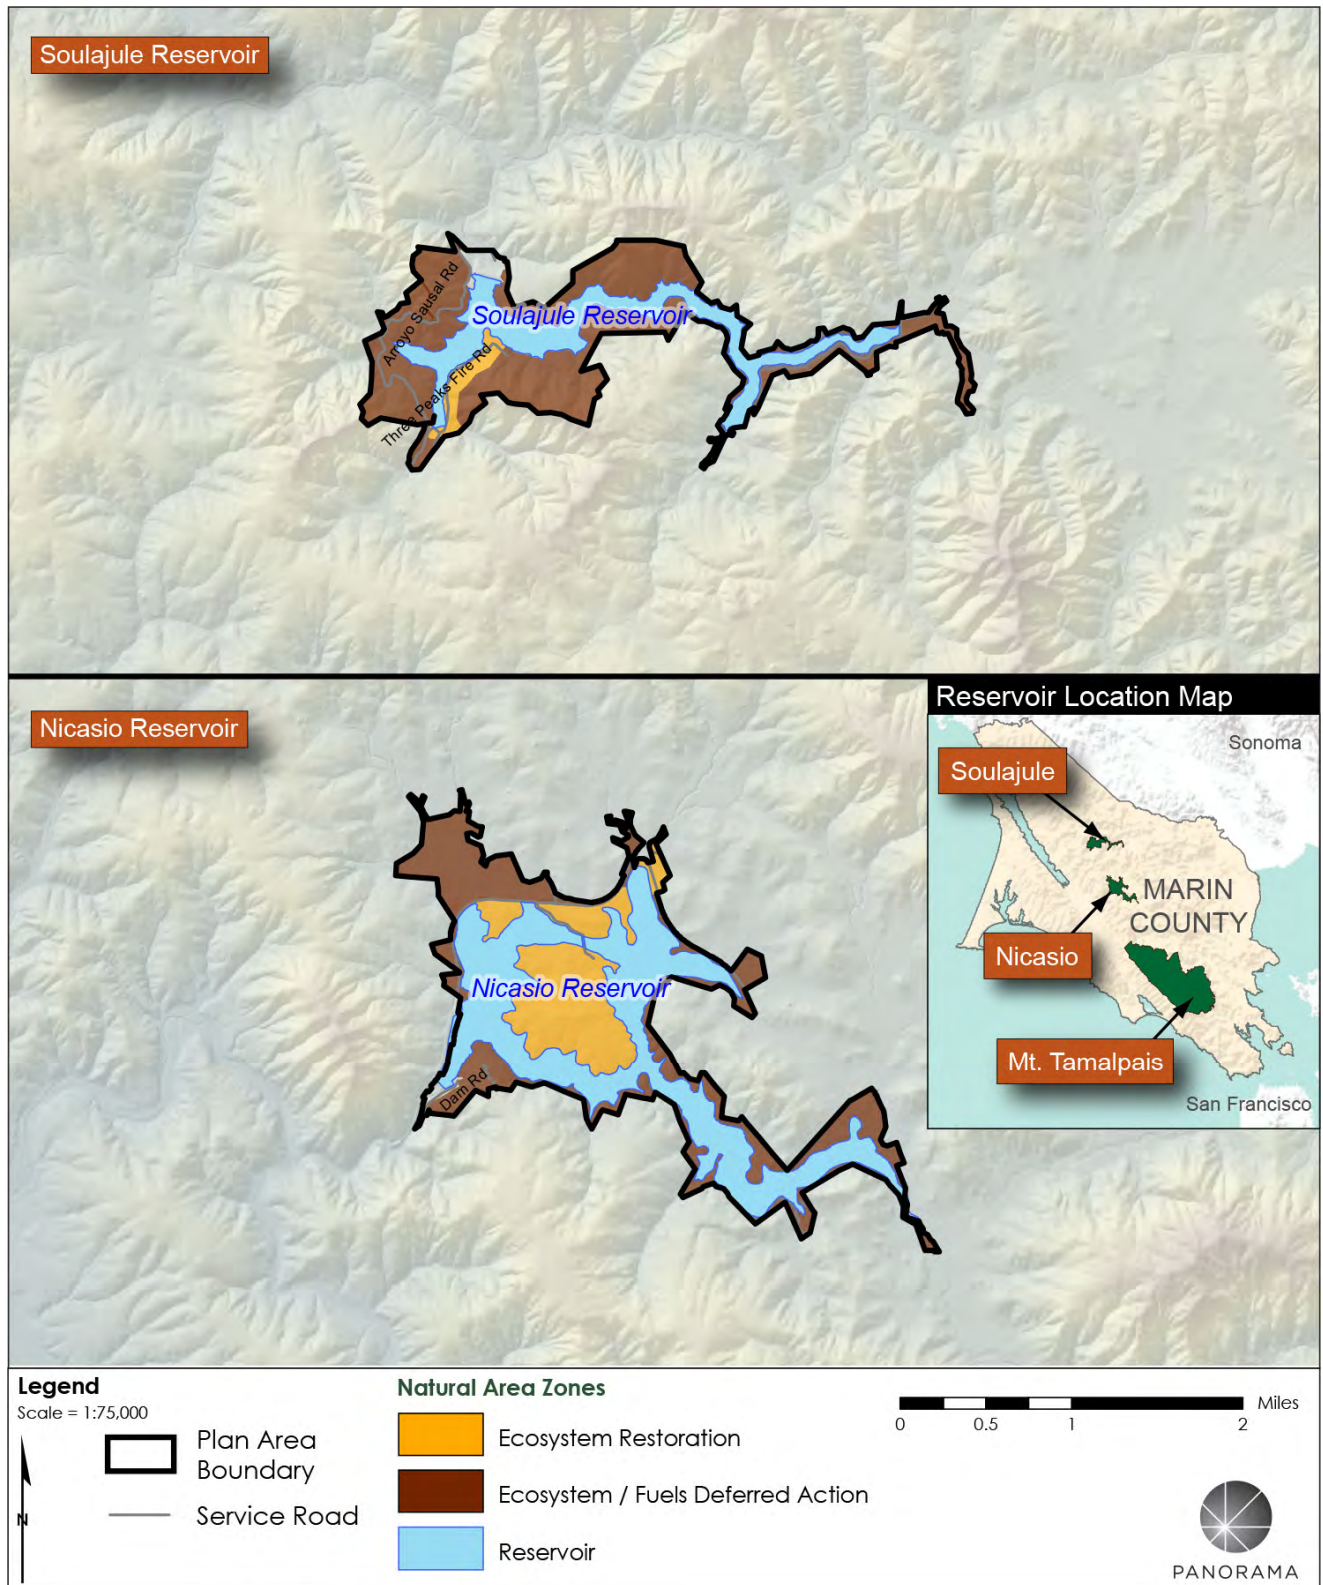 Soulajule Reservoir
Arroyo Sausal Rd
Soulajule Reservoir
Three Peaks Fire Rd
Nicasio Reservoir
Nicasio Reservoir
Dam Rd
Reservoir Location Map
Sonoma
Soulajule
MARIN
COUNTY
Nicasio
Mt. Tamalpais
San Francisco
Legend
Scale = 1:75,000
Plan Area
Boundary
Service Road
N
Natural Area Zones
Ecosystem Restoration
Ecosystem / Fuels Deferred Action
Reservoir
Miles
0 0.5 1 2
PANORAMA